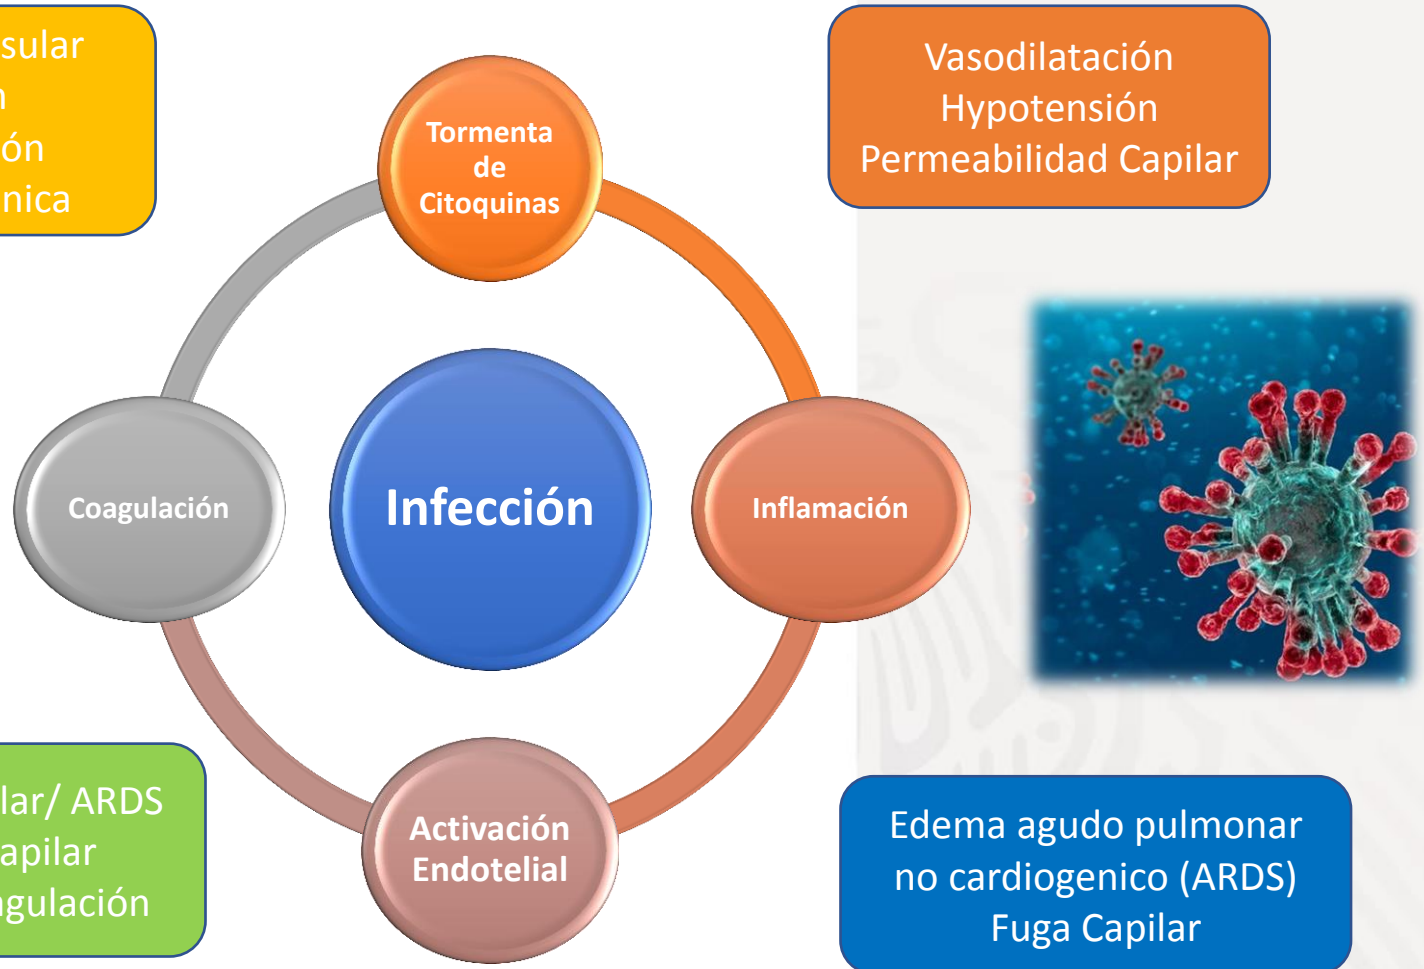 sular
n
ón
nica
Tormenta
de
Citoquinas
Vasodilatación
Hypotensión
Permeabilidad Capilar
Coagulación
Infección
Inflamación
lar/ ARDS
apilar
agulación
Activación
Endotelial
Edema agudo pulmonar
no cardiogenico (ARDS)
Fuga Capilar